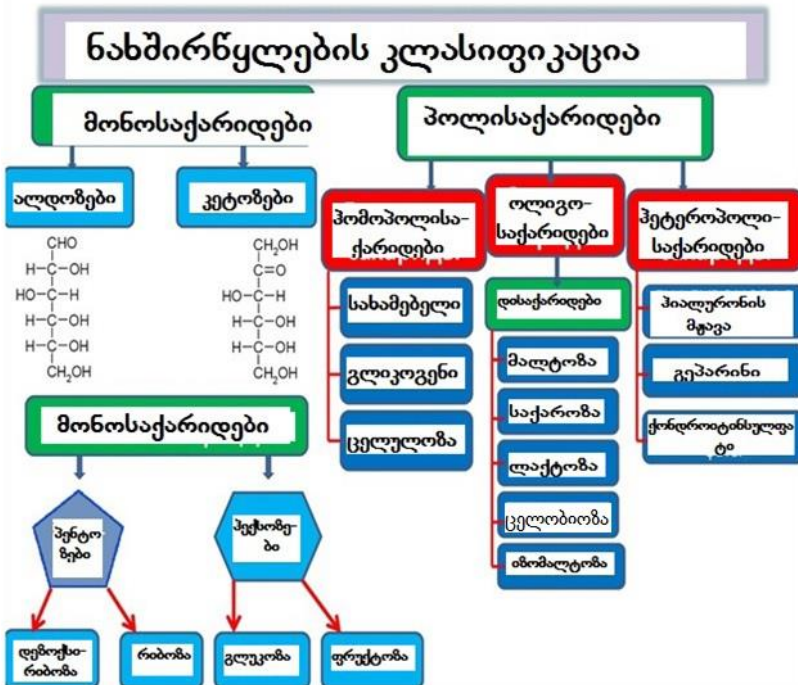 ნახშირწყლების კლასიფიკაცია
მონოსაქარიდები
ალდოზები
კეტოზები
CHO
H–C–OH
HO–C–H
H–C–OH
H–C–OH
CH₂OH
CH₂OH
C=O
HO–C–H
H–C–OH
H–C–OH
CH₂OH
პოლისაქარიდები
ჰომოპოლისა-
ქარიდები
სახამებელი
გლიკოგენი
ცელულოზა
ოლიგო-
საქარიდები
დისაქარიდები
მალტოზა
საქაროზა
ლაქტოზა
ცელობიოზა
იზომალტოზა
ჰეტეროპოლი-
საქარიდები
ჰიალურონის
მჟავა
გეპარინი
ქონდროიტინსულფა
ტი
მონოსაქარიდები
პენტო-
ზები
ჰექსოზე-
ბი
დეზოქსი-
რიბოზა
რიბოზა
გლუკოზა
ფრუქტოზა